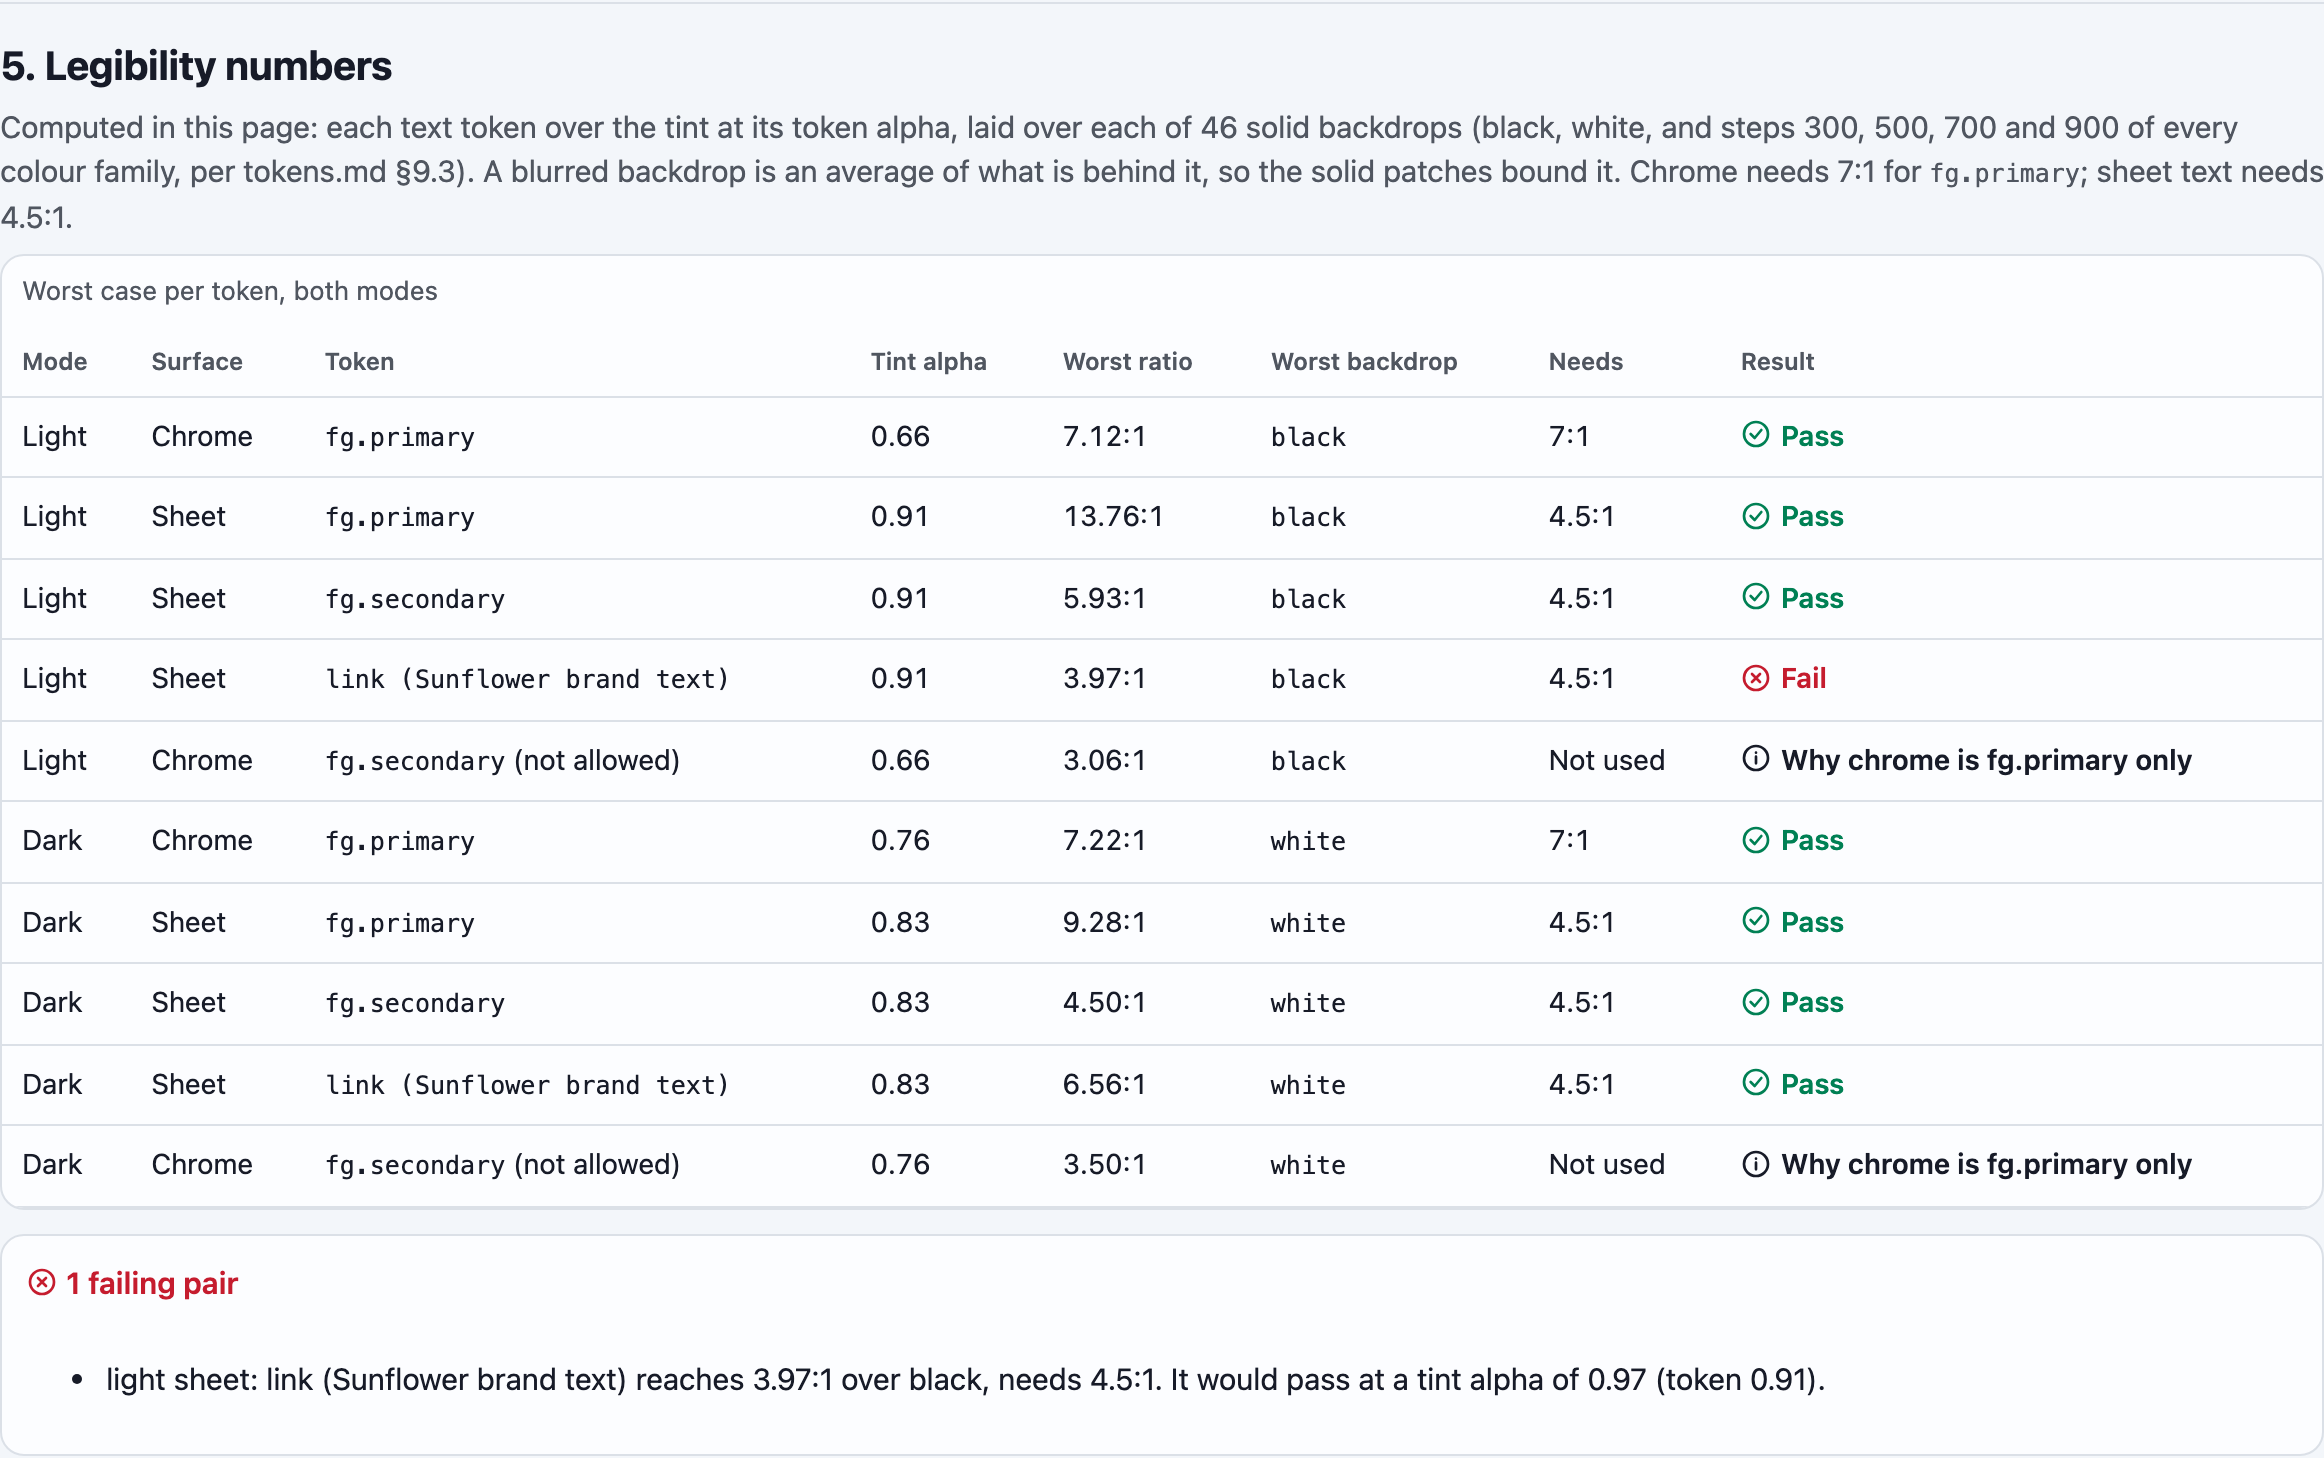 5. Legibility numbers
Computed in this page: each text token over the tint at its token alpha, laid over each of 46 solid backdrops (black, white, and steps 300, 500, 700 and 900 of every
colour family, per tokens.md §9.3). A blurred backdrop is an average of what is behind it, so the solid patches bound it. Chrome needs 7:1 for fg.primary; sheet text needs
4.5:1.
Worst case per token, both modes
Mode Surface Token Tint alpha Worst ratio Worst backdrop Needs Result
Light Chrome fg.primary 0.66 7.12:1 black 7:1 Pass
Light Sheet fg.primary 0.91 13.76:1 black 4.5:1 Pass
Light Sheet fg.secondary 0.91 5.93:1 black 4.5:1 Pass
Light Sheet link (Sunflower brand text) 0.91 3.97:1 black 4.5:1 Fail
Light Chrome fg.secondary (not allowed) 0.66 3.06:1 black Not used Why chrome is fg.primary only
Dark Chrome fg.primary 0.76 7.22:1 white 7:1 Pass
Dark Sheet fg.primary 0.83 9.28:1 white 4.5:1 Pass
Dark Sheet fg.secondary 0.83 4.50:1 white 4.5:1 Pass
Dark Sheet link (Sunflower brand text) 0.83 6.56:1 white 4.5:1 Pass
Dark Chrome fg.secondary (not allowed) 0.76 3.50:1 white Not used Why chrome is fg.primary only
1 failing pair
• light sheet: link (Sunflower brand text) reaches 3.97:1 over black, needs 4.5:1. It would pass at a tint alpha of 0.97 (token 0.91).